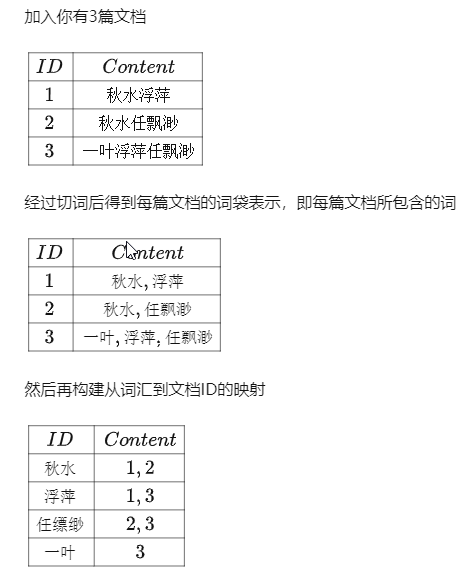 加入你有3篇文档
ID Content
1 秋水浮萍
2 秋水任飘渺
3 一叶浮萍任飘渺
经过切词后得到每篇文档的词袋表示，即每篇文档所包含的词
ID Content
1 秋水, 浮萍
2 秋水, 任飘渺
3 一叶, 浮萍, 任飘渺
然后再构建从词汇到文档ID的映射
ID Content
秋水 1, 2
浮萍 1, 3
任缥缈 2, 3
一叶 3